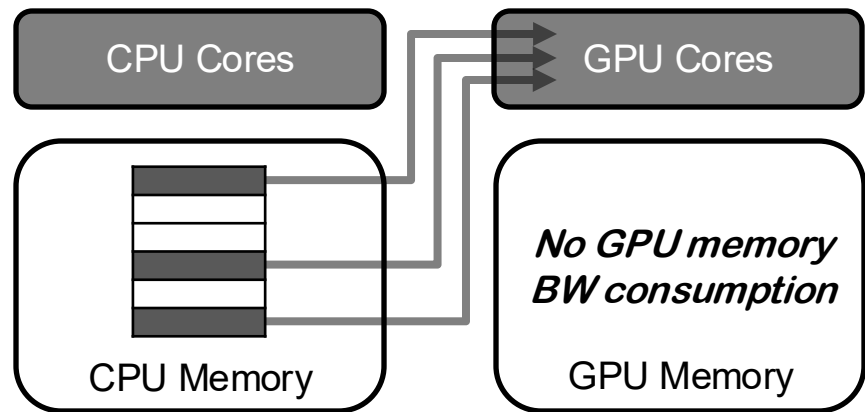 CPU Cores
GPU Cores
No GPU memory
BW consumption
CPU Memory
GPU Memory